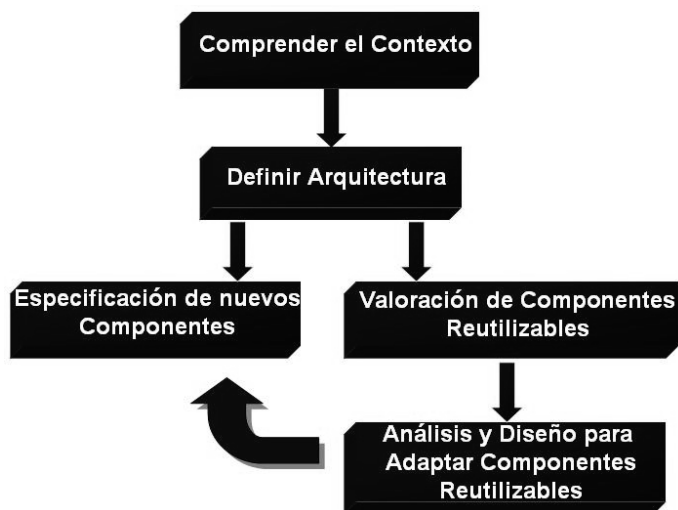 Comprender el Contexto
Definir Arquitectura
Especificación de nuevos
Componentes
Valoración de Componentes
Reutilizables
Análisis y Diseño para
Adaptar Componentes
Reutilizables